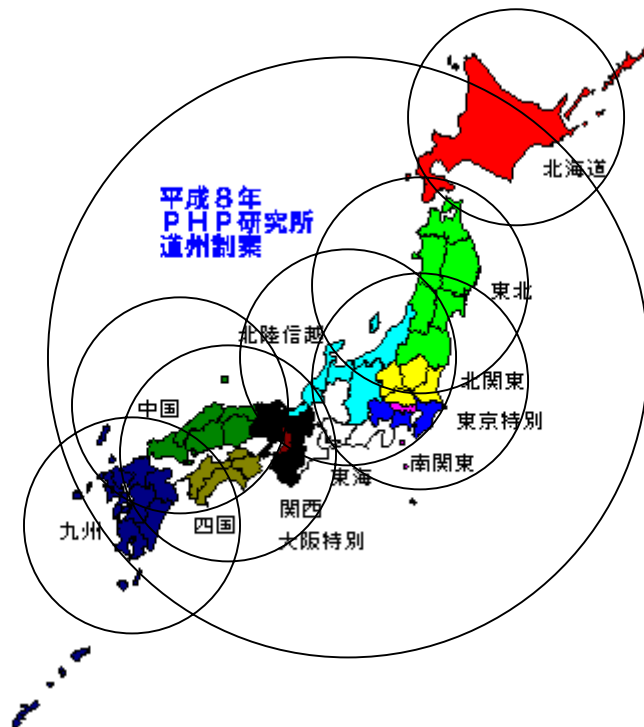 北海道
平成８年
ＰＨＰ研究所
道州割案
東北
北陸信越
北関東
中国
東京特別
南関東
東海
関西
四国
九州
大阪特別